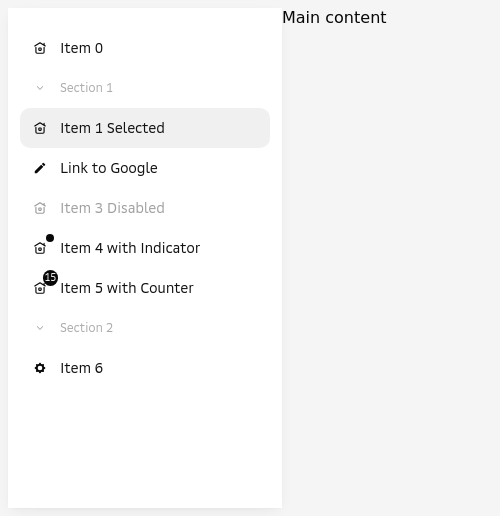 Main content
Item 0
Section 1
Item 1 Selected
Link to Google
Item 3 Disabled
Item 4 with Indicator
15
Item 5 with Counter
Section 2
Item 6